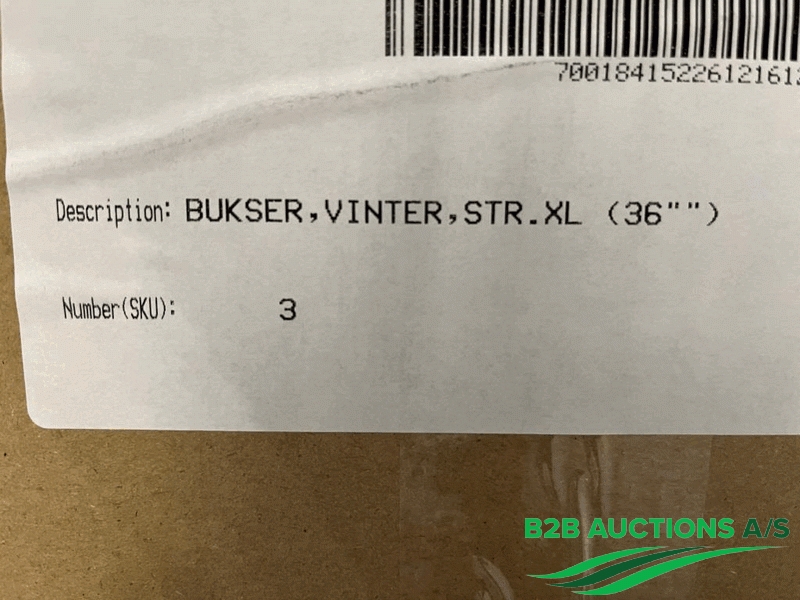 7001841522612161
Description: BUKSER,VINTER,STR.XL (36"")
Number(SKU): 3
B2B AUCTIONS A/S